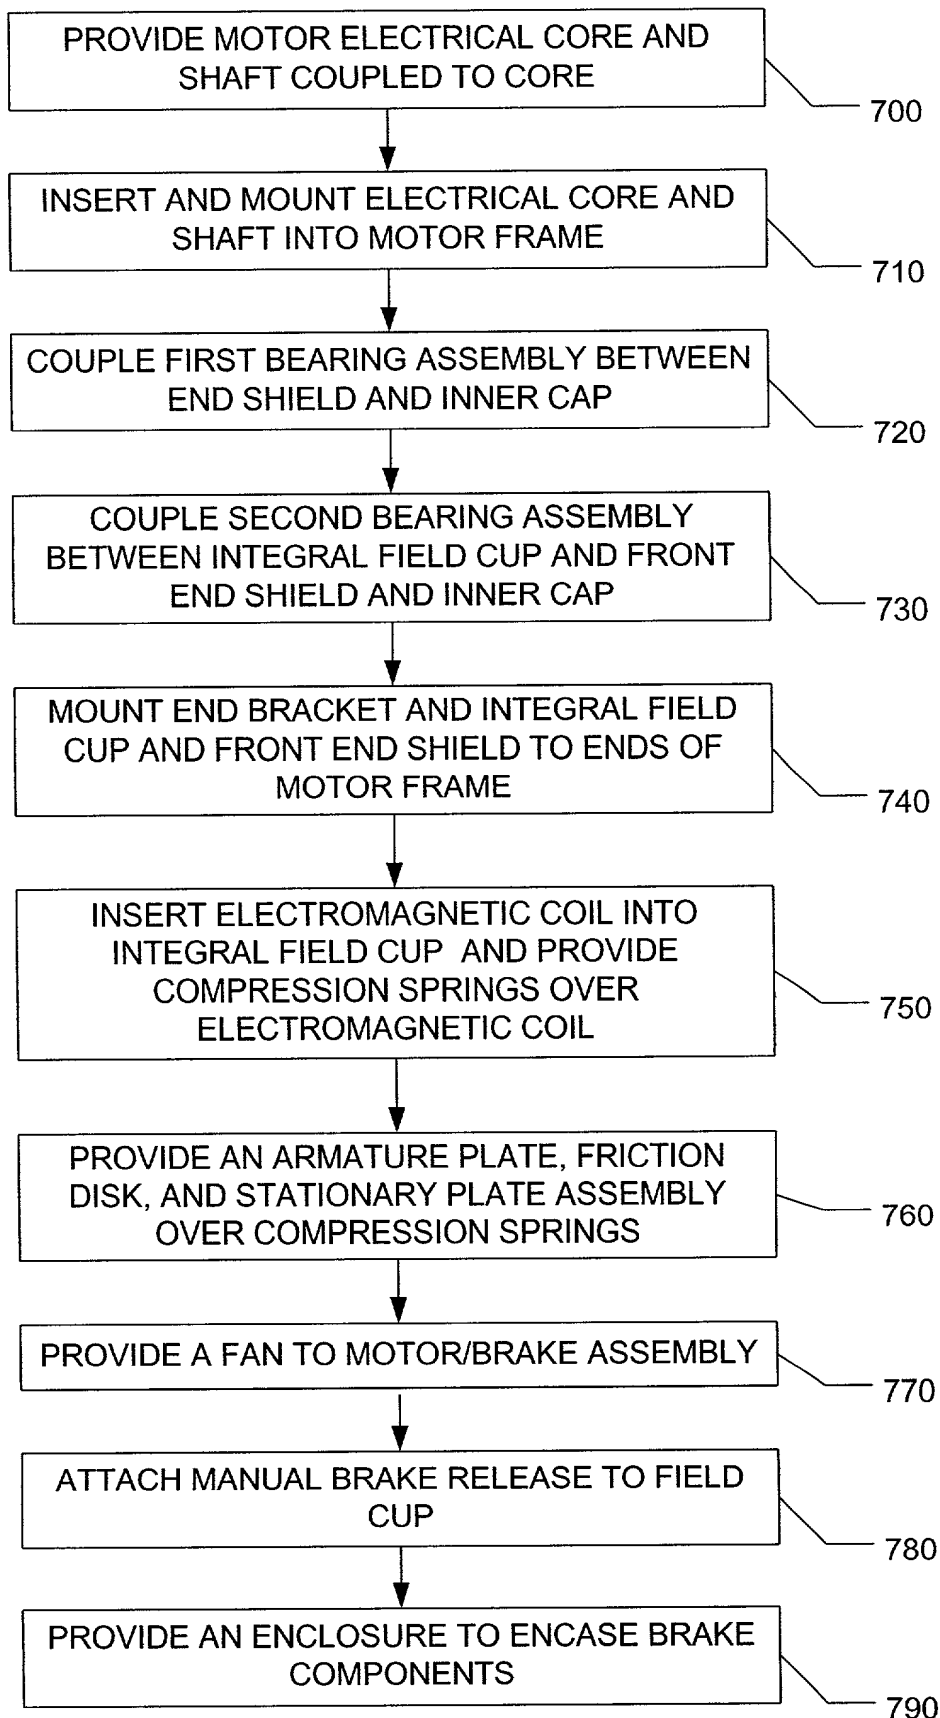 PROVIDE MOTOR ELECTRICAL CORE AND
SHAFT COUPLED TO CORE
700
INSERT AND MOUNT ELECTRICAL CORE AND
SHAFT INTO MOTOR FRAME
710
COUPLE FIRST BEARING ASSEMBLY BETWEEN
END SHIELD AND INNER CAP
720
COUPLE SECOND BEARING ASSEMBLY
BETWEEN INTEGRAL FIELD CUP AND FRONT
END SHIELD AND INNER CAP
730
MOUNT END BRACKET AND INTEGRAL FIELD
CUP AND FRONT END SHIELD TO ENDS OF
MOTOR FRAME
740
INSERT ELECTROMAGNETIC COIL INTO
INTEGRAL FIELD CUP AND PROVIDE
COMPRESSION SPRINGS OVER
ELECTROMAGNETIC COIL
750
PROVIDE AN ARMATURE PLATE, FRICTION
DISK, AND STATIONARY PLATE ASSEMBLY
OVER COMPRESSION SPRINGS
760
PROVIDE A FAN TO MOTOR/BRAKE ASSEMBLY
770
ATTACH MANUAL BRAKE RELEASE TO FIELD
CUP
780
PROVIDE AN ENCLOSURE TO ENCASE BRAKE
COMPONENTS
790